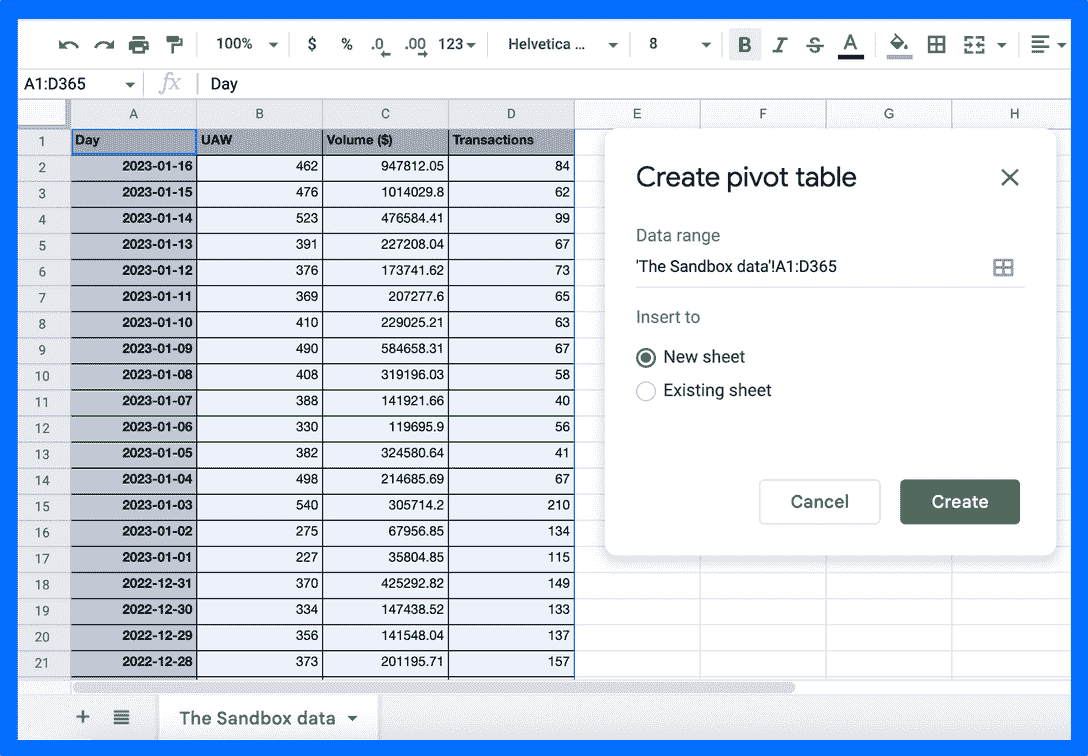 100% $ % .0 .00 123 Helvetica ... 8 B I S A
A1:D365 fx Day
A B C D E F G H
1 Day UAW Volume ($) Transactions
2 2023-01-16 462 947812.05 84
3 2023-01-15 476 1014029.8 62
4 2023-01-14 523 476584.41 99
5 2023-01-13 391 227208.04 67
6 2023-01-12 376 173741.62 73
7 2023-01-11 369 207277.6 65
8 2023-01-10 410 229025.21 63
9 2023-01-09 490 584658.31 67
10 2023-01-08 408 319196.03 58
11 2023-01-07 388 141921.66 40
12 2023-01-06 330 119695.9 56
13 2023-01-05 382 324580.64 41
14 2023-01-04 498 214685.69 67
15 2023-01-03 540 305714.2 210
16 2023-01-02 275 67956.85 134
17 2023-01-01 227 35804.85 115
18 2022-12-31 370 425292.82 149
19 2022-12-30 334 147438.52 133
20 2022-12-29 356 141548.04 137
21 2022-12-28 373 201195.71 157
Create pivot table
Data range
'The Sandbox data'!A1:D365
Insert to
New sheet
Existing sheet
Cancel Create
The Sandbox data